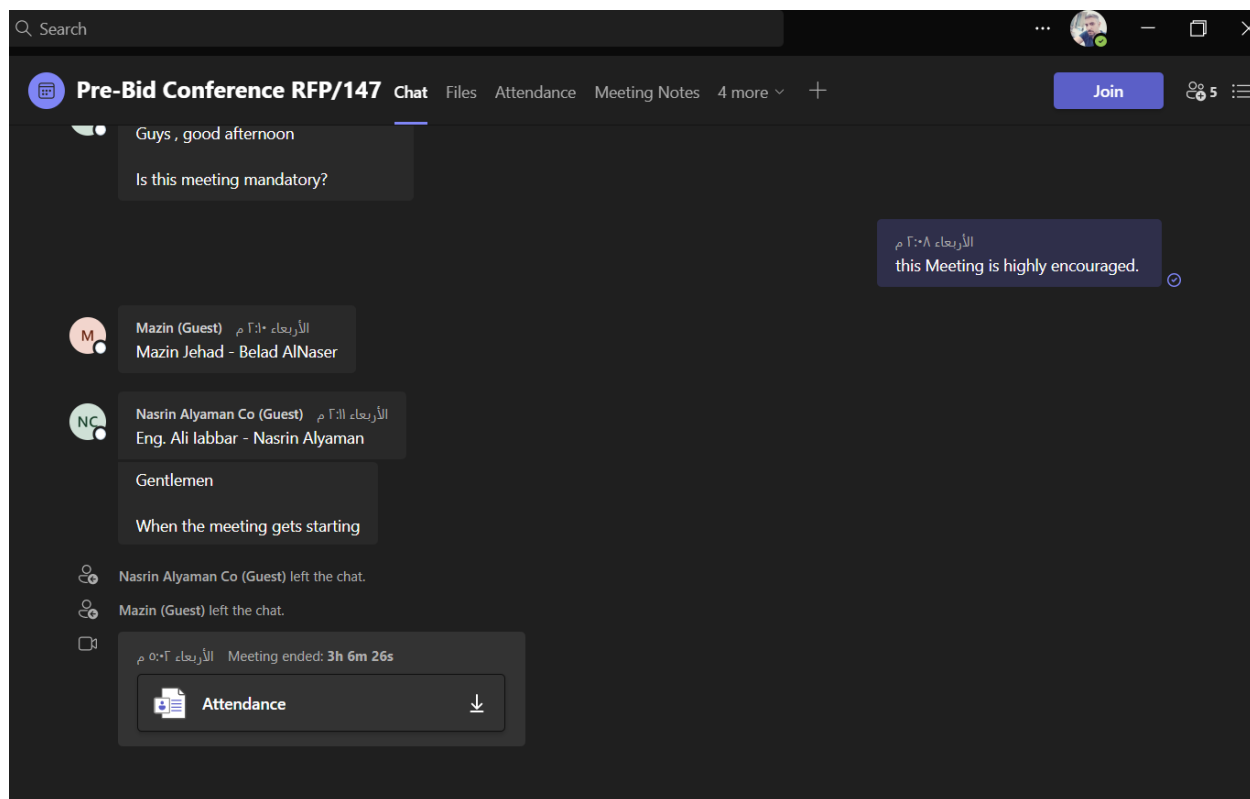 Search
Pre-Bid Conference RFP/147 Chat Files Attendance Meeting Notes 4 more Join 5
Guys , good afternoon
Is this meeting mandatory?
الأربعاء ٢:٠٨ م
this Meeting is highly encouraged.
M
Mazin (Guest) الأربعاء ٢:١٠ م
Mazin Jehad - Belad AlNaser
NC
Nasrin Alyaman Co (Guest) الأربعاء ٢:١١ م
Eng. Ali Iabbar - Nasrin Alyaman
Gentlemen
When the meeting gets starting
Nasrin Alyaman Co (Guest) left the chat.
Mazin (Guest) left the chat.
الأربعاء ٥:٠٢ م Meeting ended: 3h 6m 26s
Attendance